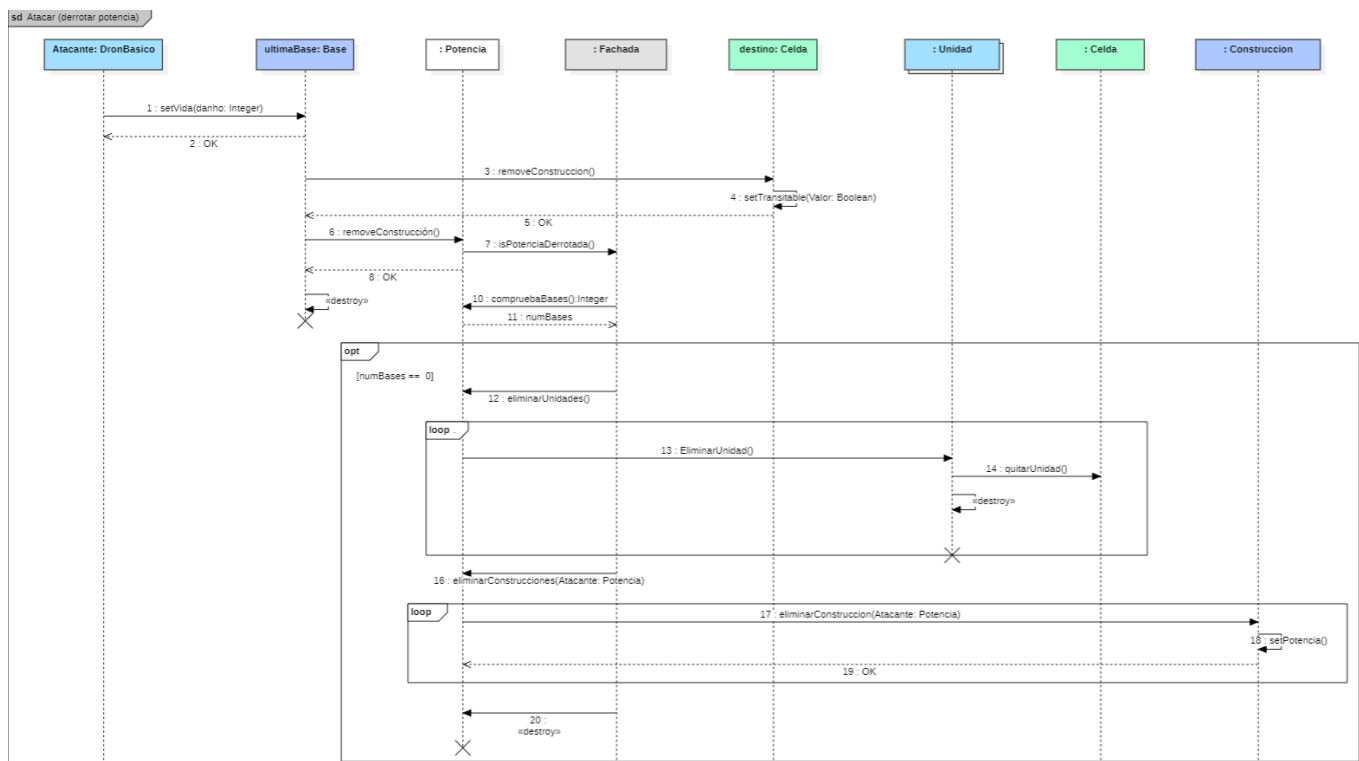 sd Atacar (derrotar potencia)
Atacante: DronBasico
ultimaBase: Base
: Potencia
: Fachada
destino: Celda
: Unidad
: Celda
: Construccion
1 : setVida(danho: Integer)
2 : OK
3 : removeConstruccion()
4 : setTransitable(Valor: Boolean)
5 : OK
6 : removeConstrucción()
7 : isPotenciaDerrotada()
8 : OK
«destroy»
10 : compruebaBases():Integer
11 : numBases
opt
[numBases == 0]
12 : eliminarUnidades()
loop .
13 : EliminarUnidad()
14 : quitarUnidad()
«destroy»
16 : eliminarConstrucciones(Atacante: Potencia)
loop
17 : eliminarConstruccion(Atacante: Potencia)
18 : setPotencia()
19 : OK
20 :
«destroy»